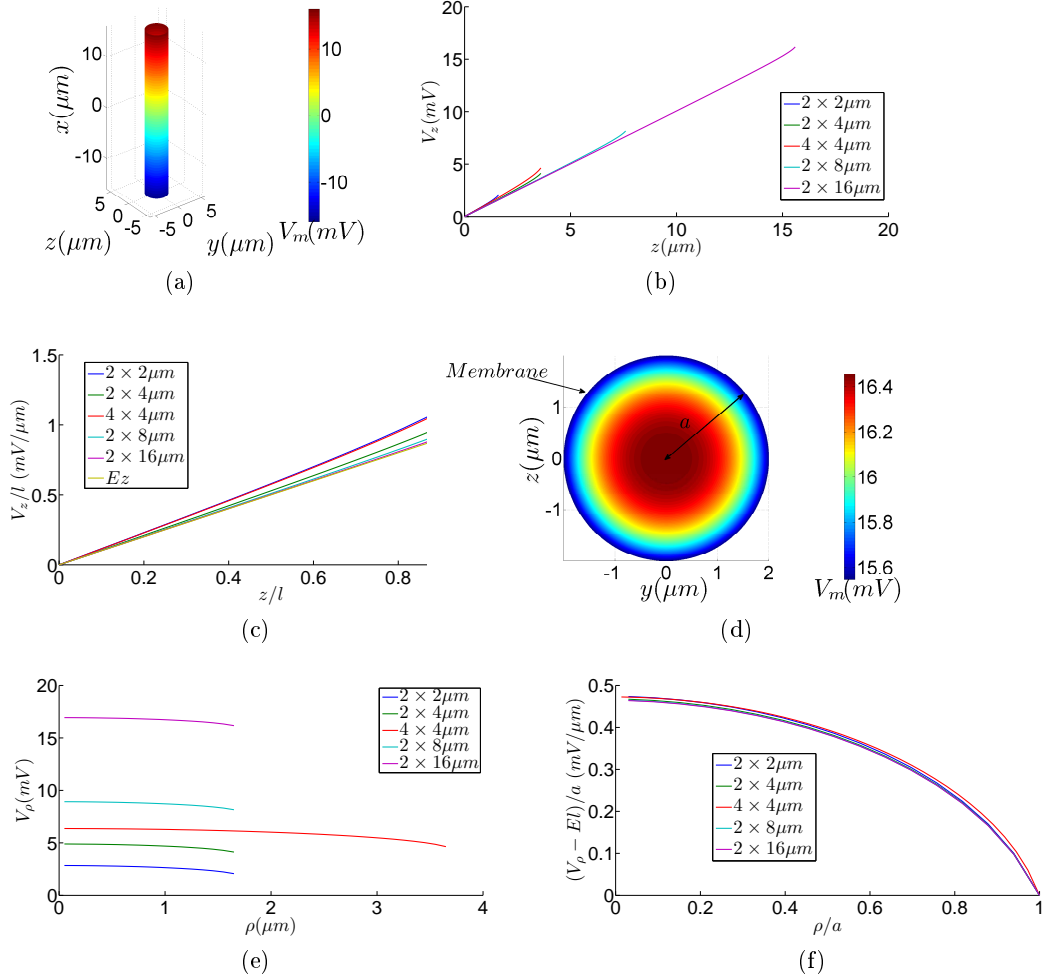 10
0
-10
x(μm)
5
0
-5
z(μm)
-5
0
5
y(μm)
10
0
-10
V_m(mV)
(a)
20
15
10
5
0
V_z(mV)
0
5
10
15
20
z(μm)
2 × 2μm
2 × 4μm
4 × 4μm
2 × 8μm
2 × 16μm
(b)
1.5
1
0.5
0
V_z/l (mV/μm)
0
0.2
0.4
0.6
0.8
z/l
2 × 2μm
2 × 4μm
4 × 4μm
2 × 8μm
2 × 16μm
Ez
(c)
Membrane
a
1
0
-1
z(μm)
-1
0
1
2
y(μm)
16.4
16.2
16
15.8
15.6
V_m(mV)
(d)
20
15
10
5
0
V_ρ(mV)
0
1
2
3
4
ρ(μm)
2 × 2μm
2 × 4μm
4 × 4μm
2 × 8μm
2 × 16μm
(e)
0.5
0.4
0.3
0.2
0.1
0
(V_ρ − El)/a (mV/μm)
0
0.2
0.4
0.6
0.8
1
ρ/a
2 × 2μm
2 × 4μm
4 × 4μm
2 × 8μm
2 × 16μm
(f)